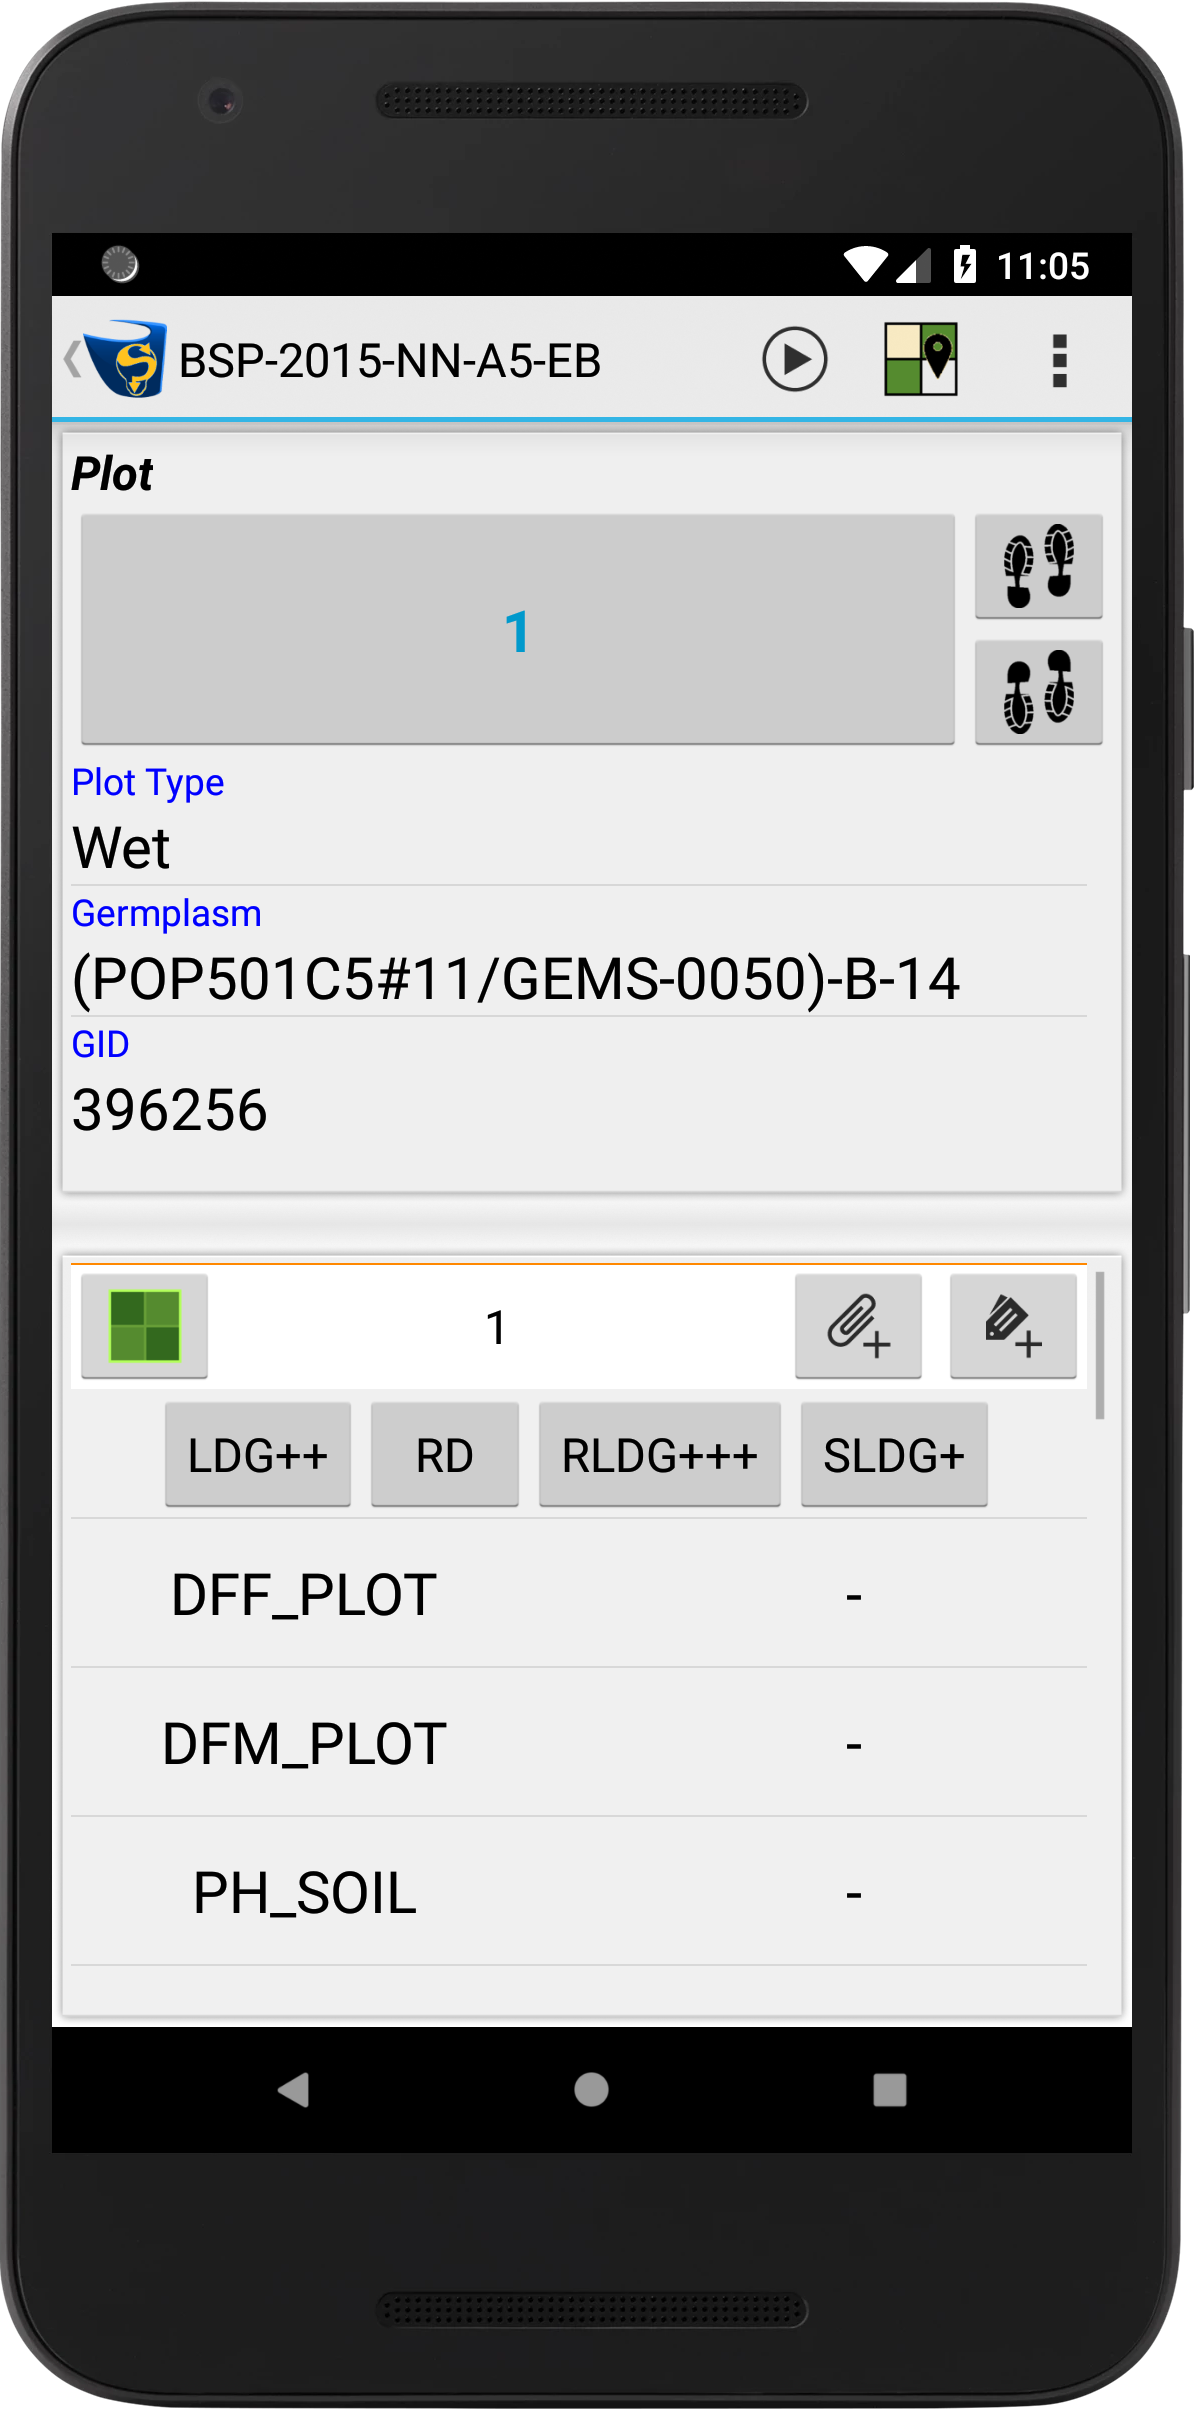 11:05
BSP-2015-NN-A5-EB
Plot
1
Plot Type
Wet
Germplasm
(POP501C5#11/GEMS-0050)-B-14
GID
396256
1
LDG++ RD RLDG+++ SLDG+
DFF_PLOT -
DFM_PLOT -
PH_SOIL -